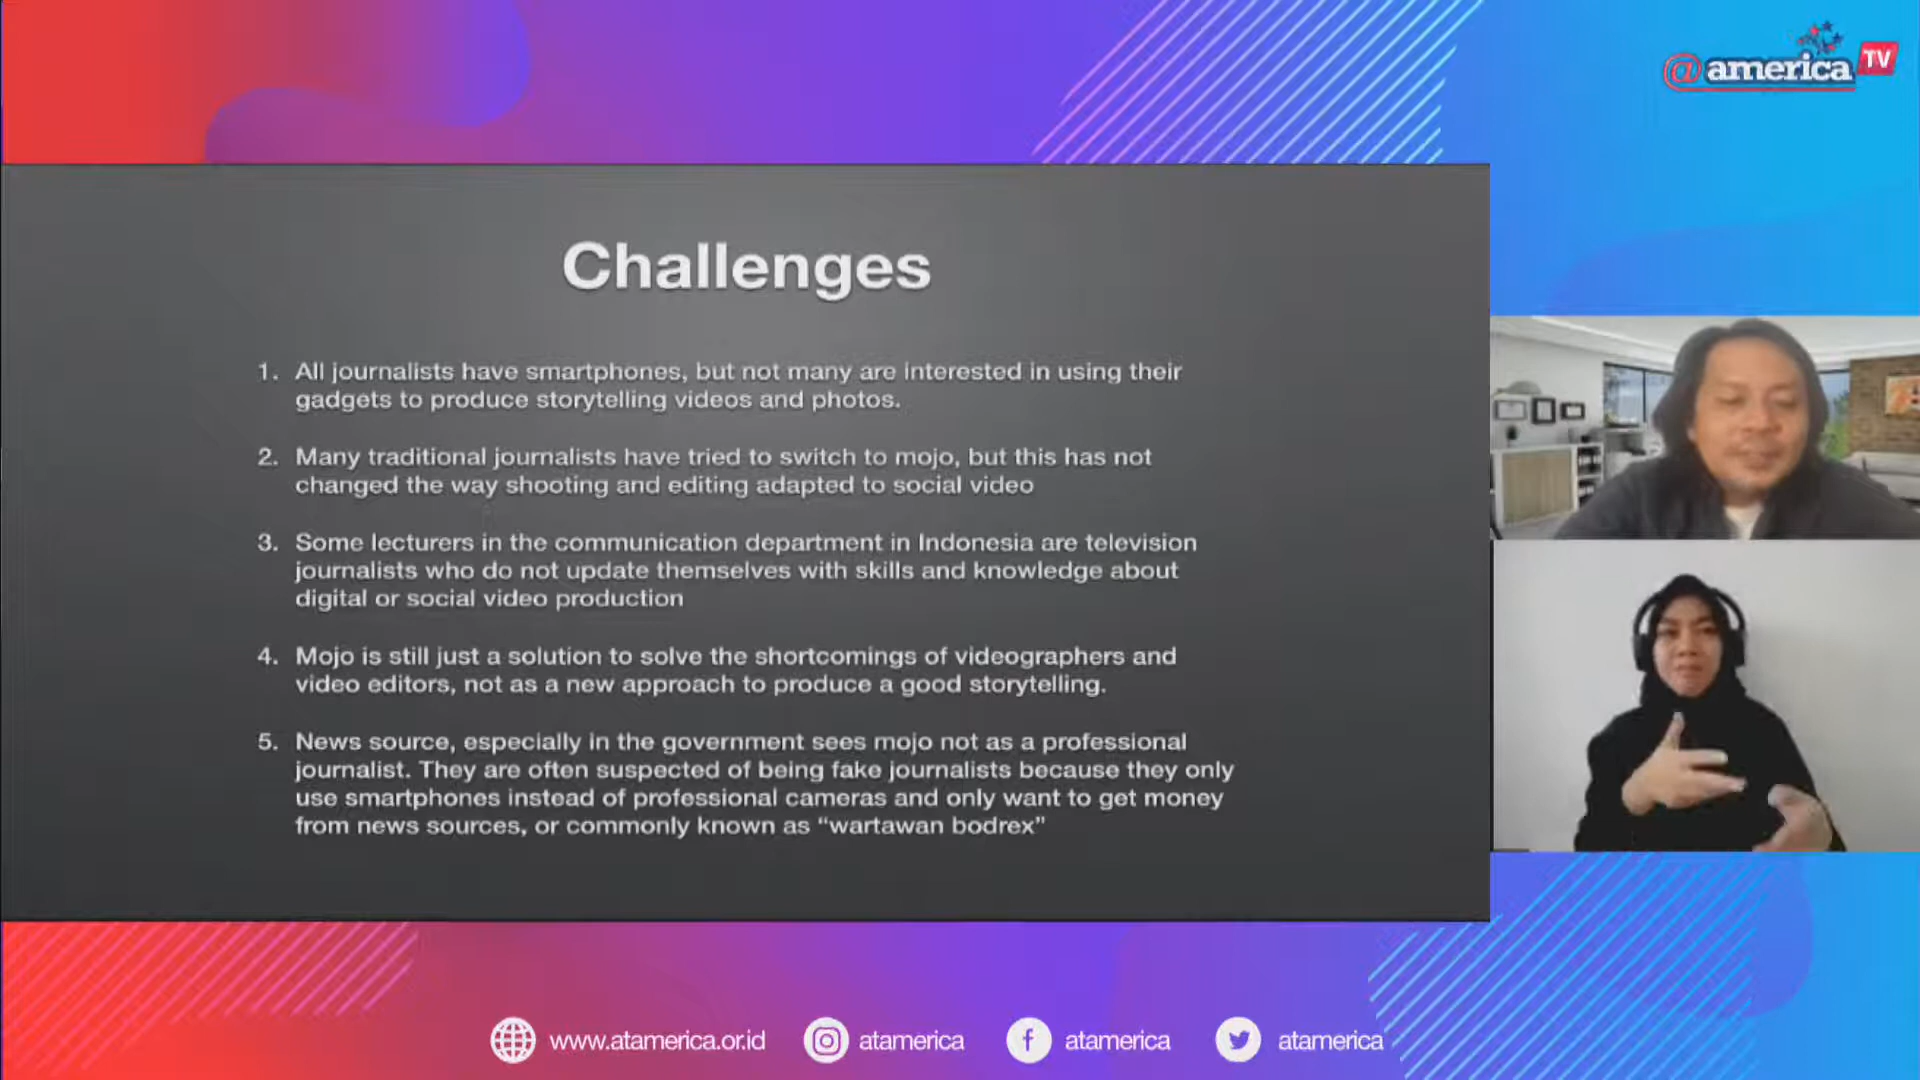 @america TV
Challenges
1. All journalists have smartphones, but not many are interested in using their
gadgets to produce storytelling videos and photos.
2. Many traditional journalists have tried to switch to mojo, but this has not
changed the way shooting and editing adapted to social video
3. Some lecturers in the communication department in Indonesia are television
journalists who do not update themselves with skills and knowledge about
digital or social video production
4. Mojo is still just a solution to solve the shortcomings of videographers and
video editors, not as a new approach to produce a good storytelling.
5. News source, especially in the government sees mojo not as a professional
journalist. They are often suspected of being fake journalists because they only
use smartphones instead of professional cameras and only want to get money
from news sources, or commonly known as “wartawan bodrex”
www.atamerica.or.id atamerica atamerica atamerica